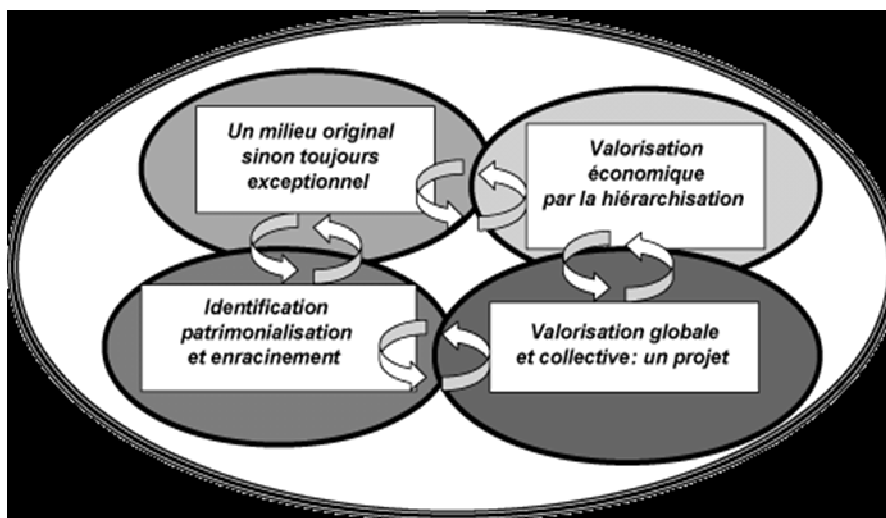 Un milieu original
sinon toujours
exceptionnel
Valorisation
économique
par la hiérarchisation
Identification
patrimonialisation
et enracinement
Valorisation globale
et collective: un projet